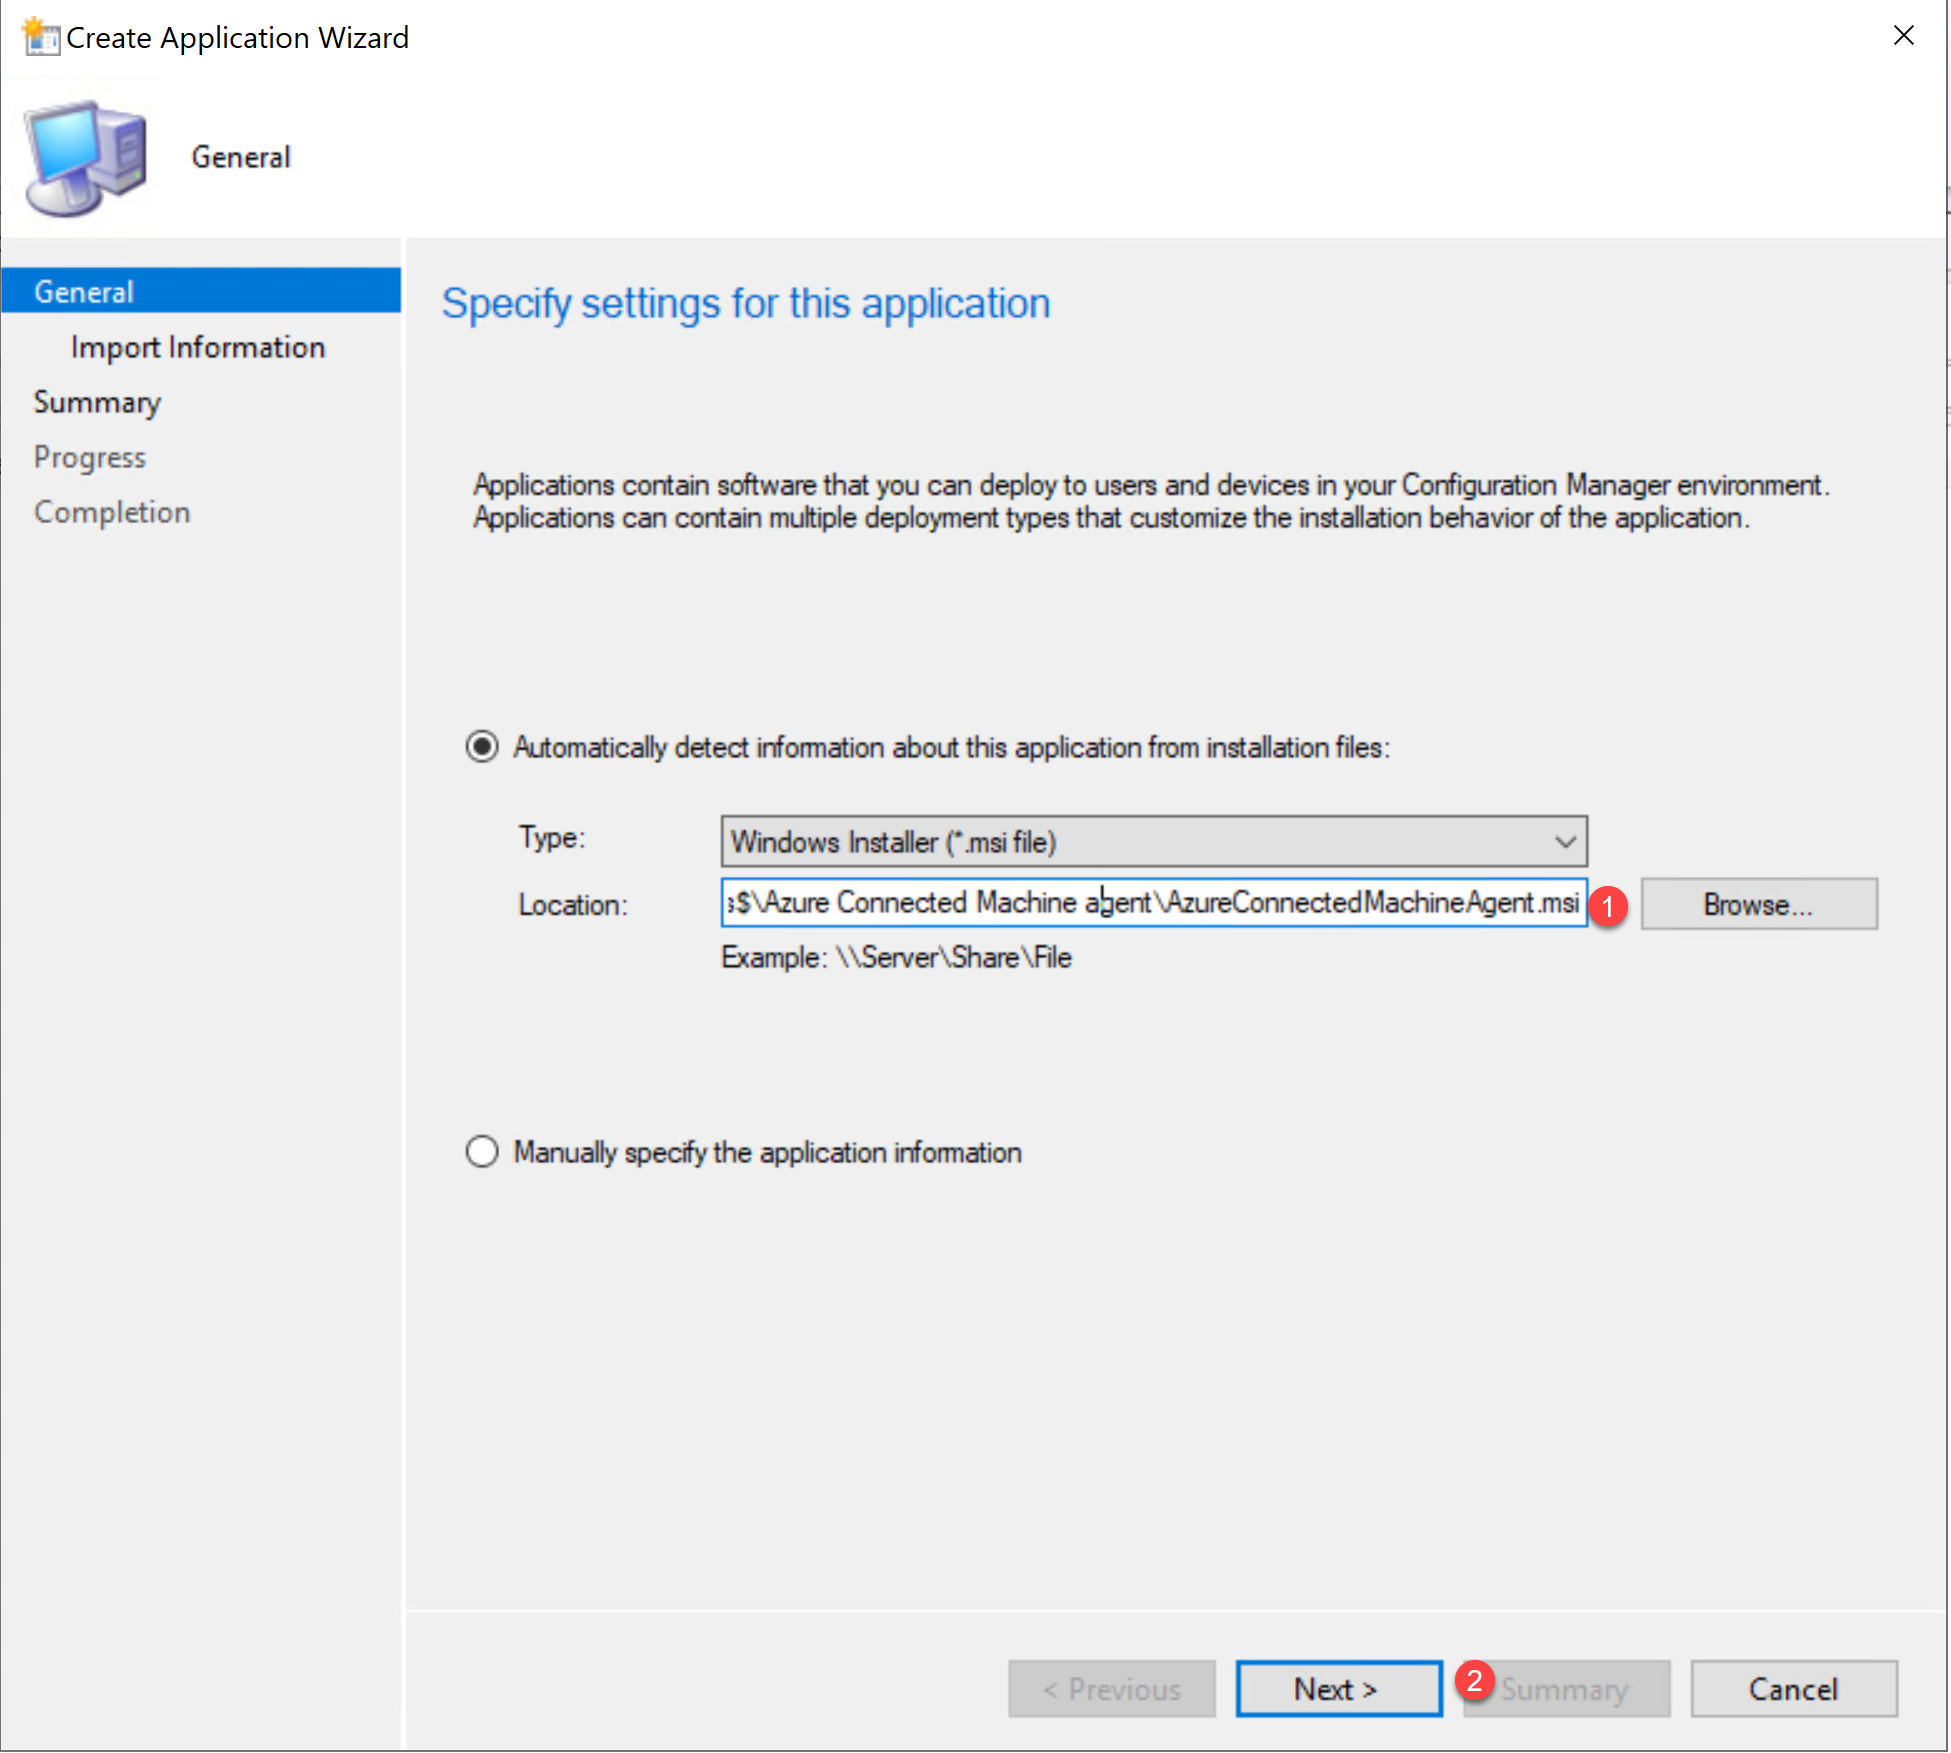 Create Application Wizard
General
General
Import Information
Summary
Progress
Completion
Specify settings for this application
Applications contain software that you can deploy to users and devices in your Configuration Manager environment.
Applications can contain multiple deployment types that customize the installation behavior of the application.
Automatically detect information about this application from installation files:
Type:
Windows Installer (*.msi file)
Location:
$\Azure Connected Machine agent\AzureConnectedMachineAgent.msi
1
Browse...
Example: \\Server\Share\File
Manually specify the application information
< Previous
Next >
2
Summary
Cancel